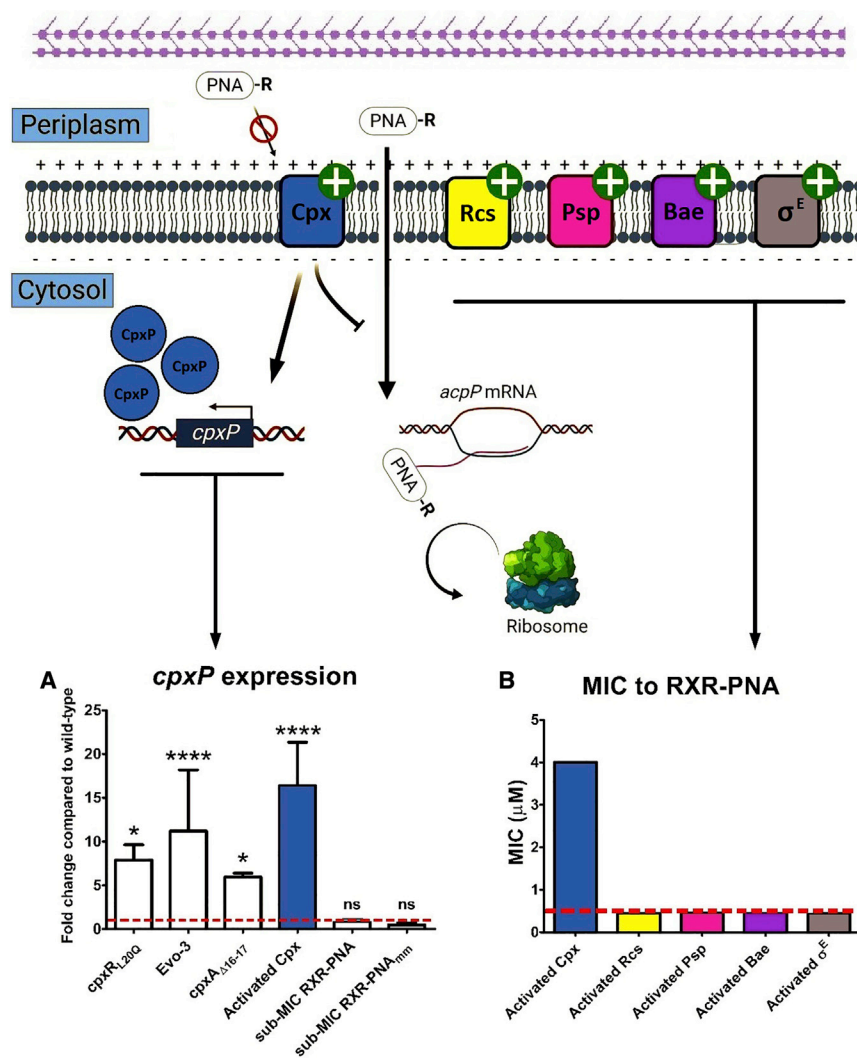 PNA-R
Periplasm
PNA-R
+ + + + + + + + + + + + + + + + + + + + + + + + + + + + + + + + + + + + + + + +
Cpx
Rcs
Psp
Bae
σE
- - - - - - - - - - - - - - - - - - - - - - - - - - - - - - - - - - - - - - - -
Cytosol
CpxP
CpxP
CpxP
cpxP
acpP mRNA
PNA-R
Ribosome
A
cpxP expression
Fold change compared to wild-type
25
20
15
10
5
0
*
****
*
****
ns
ns
cpxRL20Q
Evo-3
cpxAΔ16-17
Activated Cpx
sub-MIC RXR-PNA
sub-MIC RXR-PNAmm
B
MIC to RXR-PNA
MIC (μM)
5
4
3
2
1
0
Activated Cpx
Activated Rcs
Activated Psp
Activated Bae
Activated σE